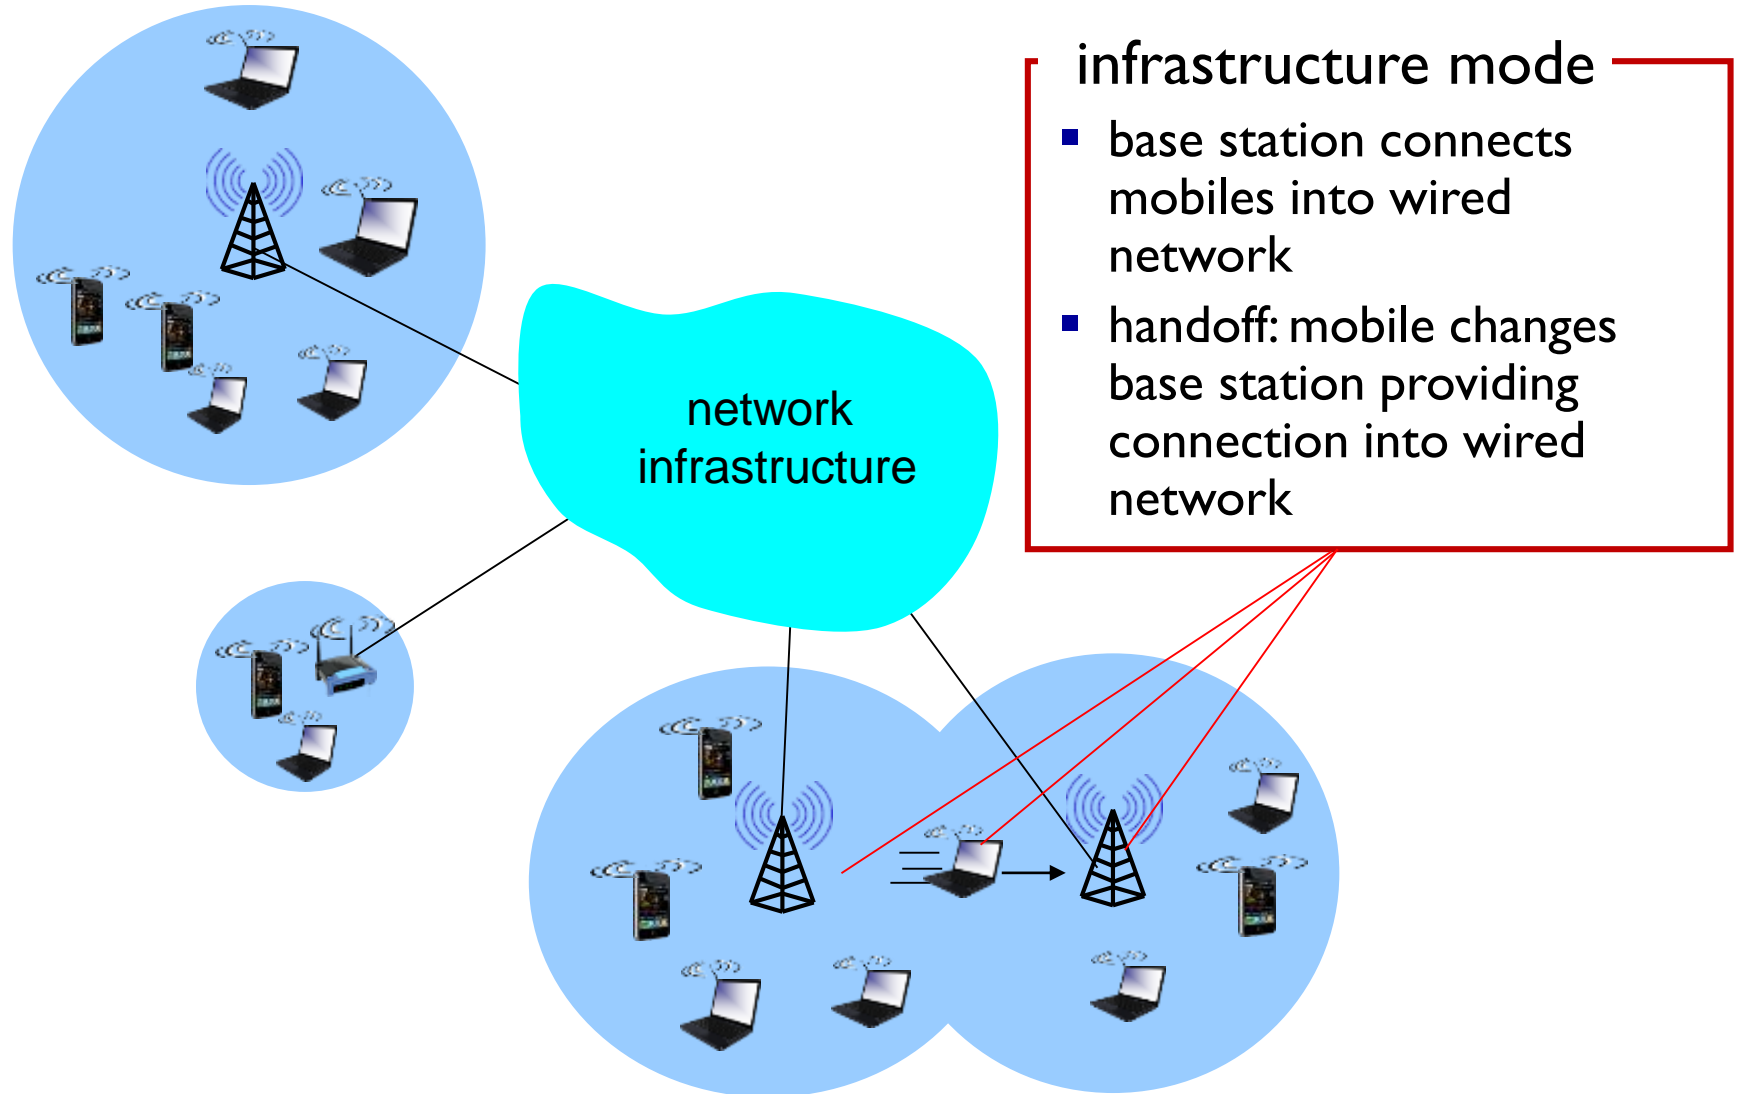 infrastructure mode
▪ base station connects
mobiles into wired
network
▪ handoff: mobile changes
base station providing
connection into wired
network
network
infrastructure